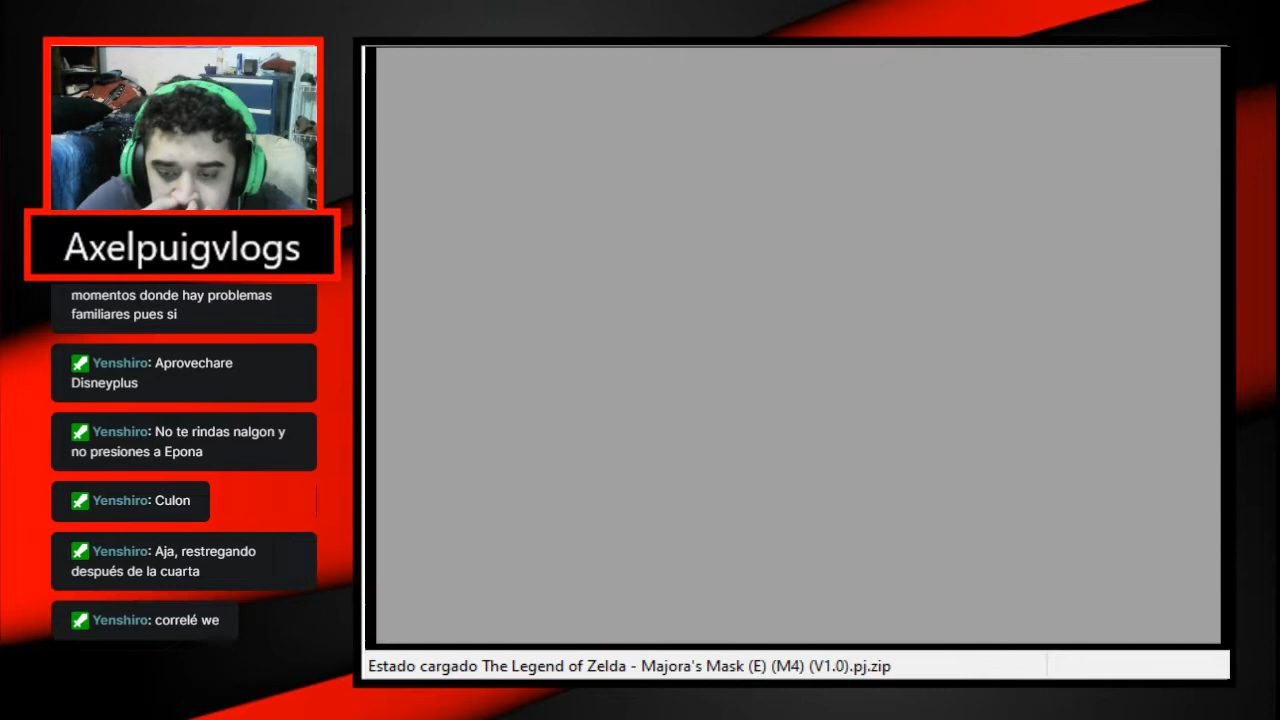 Axelpuigvlogs
momentos donde hay problemas
familiares pues si
Yenshiro: Aprovechare
Disneyplus
Yenshiro: No te rindas nalgon y
no presiones a Epona
Yenshiro: Culon
Yenshiro: Aja, restregando
después de la cuarta
Yenshiro: correlé we
Estado cargado The Legend of Zelda - Majora's Mask (E) (M4) (V1.0).pj.zip